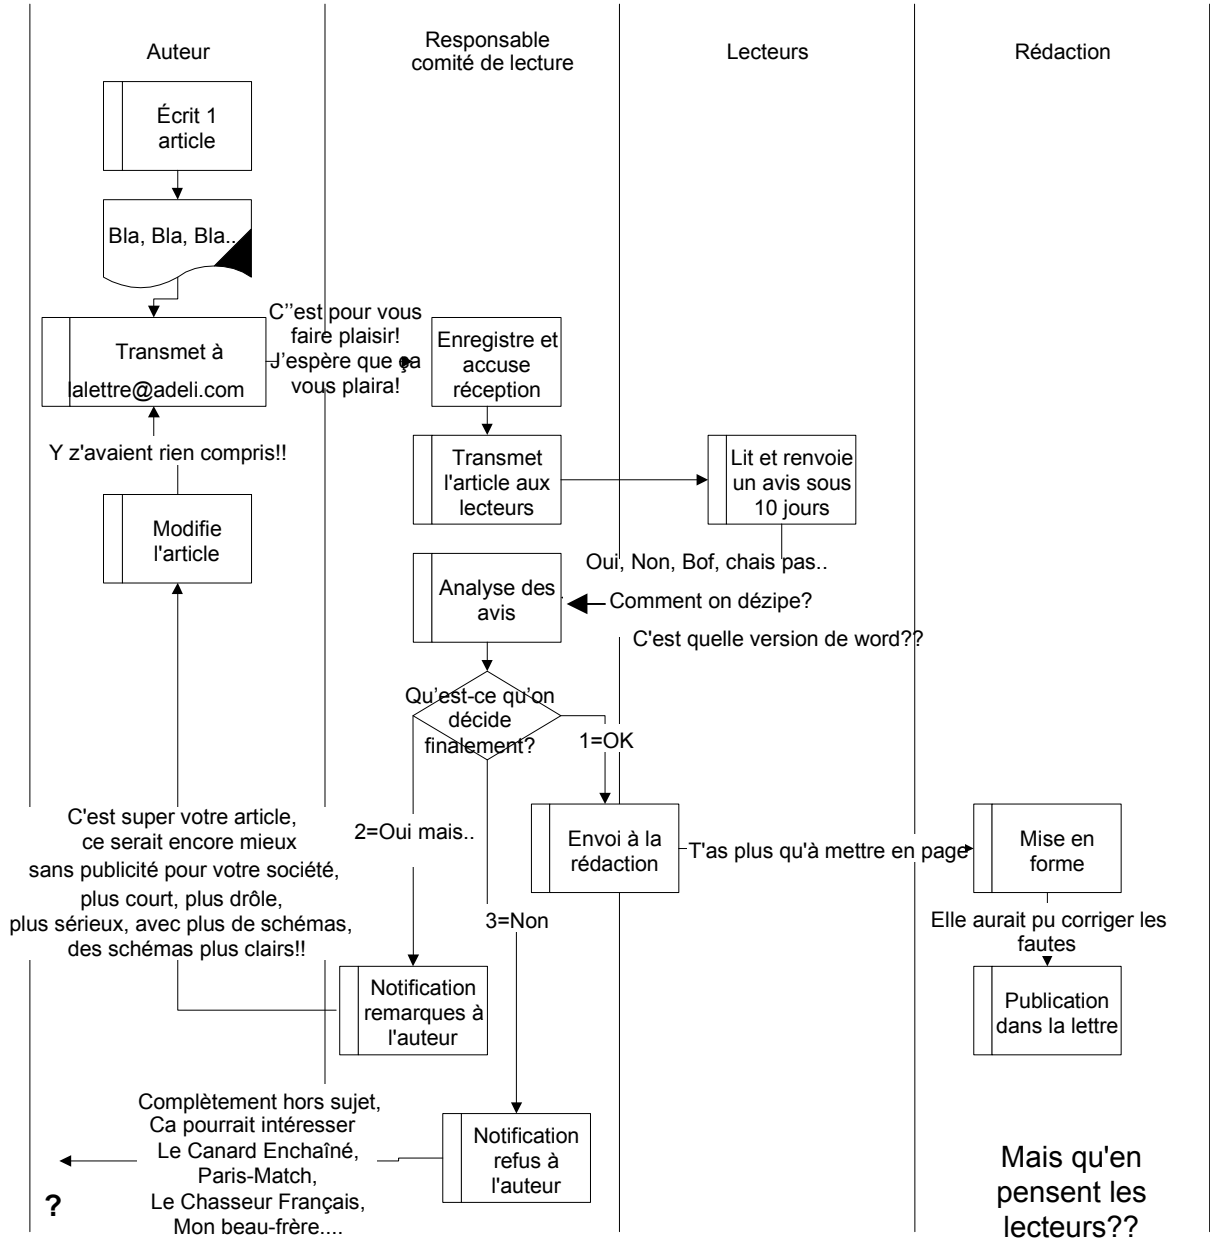 Auteur
Responsable
comité de lecture
Lecteurs
Rédaction
Écrit 1
article
Bla, Bla, Bla..
Transmet à
lalettre@adeli.com
C''est pour vous
faire plaisir!
J'espère que ça
vous plaira!
Enregistre et
accuse
réception
Transmet
l'article aux
lecteurs
Lit et renvoie
un avis sous
10 jours
Y z'avaient rien compris!!
Modifie
l'article
Oui, Non, Bof, chais pas..
Comment on dézipe?
C'est quelle version de word??
Analyse des
avis
Qu'est-ce qu'on
décide
finalement?
1=OK
2=Oui mais..
3=Non
Envoi à la
rédaction
T'as plus qu'à mettre en page
Mise en
forme
Elle aurait pu corriger les
fautes
Publication
dans la lettre
C'est super votre article,
ce serait encore mieux
sans publicité pour votre société,
plus court, plus drôle,
plus sérieux, avec plus de schémas,
des schémas plus clairs!!
Notification
remarques à
l'auteur
Notification
refus à
l'auteur
Complètement hors sujet,
Ca pourrait intéresser
Le Canard Enchaîné,
Paris-Match,
Le Chasseur Français,
Mon beau-frère....
?
Mais qu'en
pensent les
lecteurs??